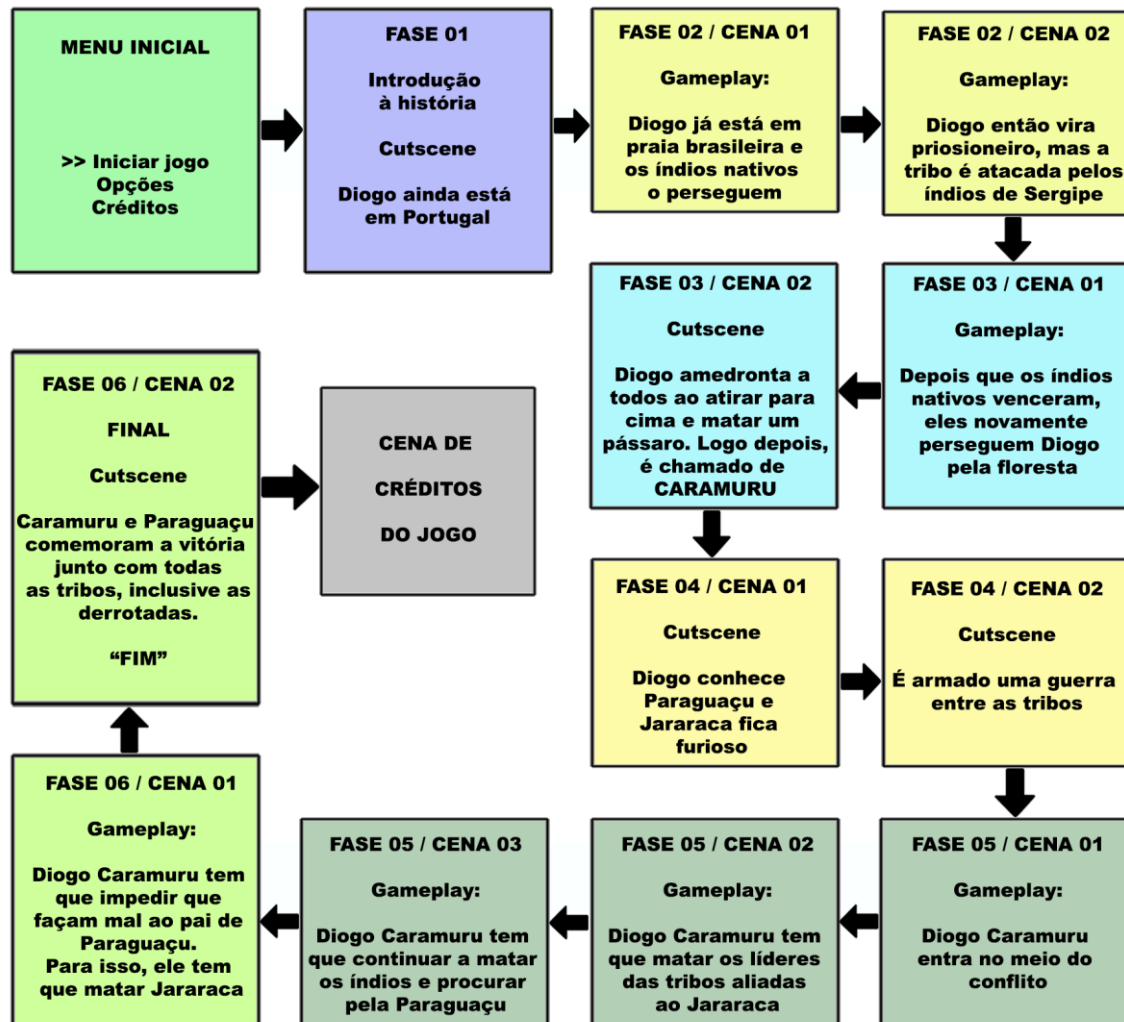 MENU INICIAL
>> Iniciar jogo
Opções
Créditos
FASE 01
Introdução
à história
Cutscene
Diogo ainda está
em Portugal
FASE 02 / CENA 01
Gameplay:
Diogo já está em
praia brasileira e
os índios nativos
o perseguem
FASE 02 / CENA 02
Gameplay:
Diogo então vira
priosioneiro, mas a
tribo é atacada pelos
índios de Sergipe
FASE 03 / CENA 01
Gameplay:
Depois que os índios
nativos venceram,
eles novamente
perseguem Diogo
pela floresta
FASE 03 / CENA 02
Cutscene
Diogo amedronta a
todos ao atirar para
cima e matar um
pássaro. Logo depois,
é chamado de
CARAMURU
FASE 04 / CENA 01
Cutscene
Diogo conhece
Paraguaçu e
Jararaca fica
furioso
FASE 04 / CENA 02
Cutscene
É armado uma guerra
entre as tribos
FASE 05 / CENA 01
Gameplay:
Diogo Caramuru
entra no meio do
conflito
FASE 05 / CENA 02
Gameplay:
Diogo Caramuru tem
que matar os líderes
das tribos aliadas
ao Jararaca
FASE 05 / CENA 03
Gameplay:
Diogo Caramuru tem
que continuar a matar
os índios e procurar
pela Paraguaçu
FASE 06 / CENA 01
Gameplay:
Diogo Caramuru tem
que impedir que
façam mal ao pai de
Paraguaçu.
Para isso, ele tem
que matar Jararaca
FASE 06 / CENA 02
FINAL
Cutscene
Caramuru e Paraguaçu
comemoram a vitória
junto com todas
as tribos, inclusive as
derrotadas.
“FIM”
CENA DE
CRÉDITOS
DO JOGO